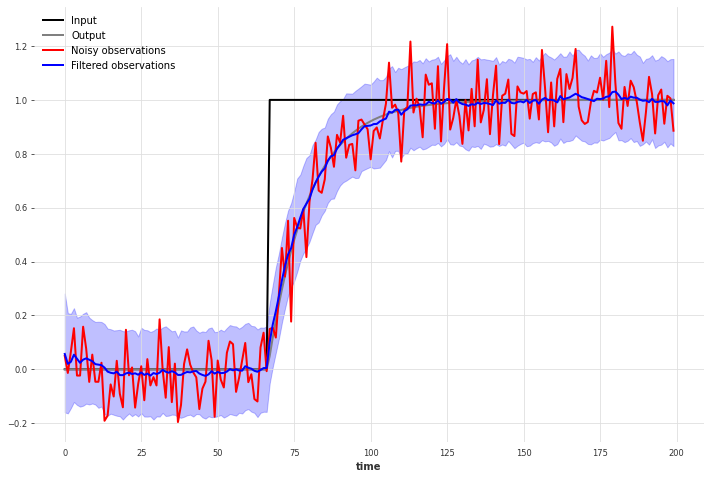 Input
Output
Noisy observations
Filtered observations
1.2
1.0
0.8
0.6
0.4
0.2
0.0
−0.2
0 25 50 75 100 125 150 175 200
time